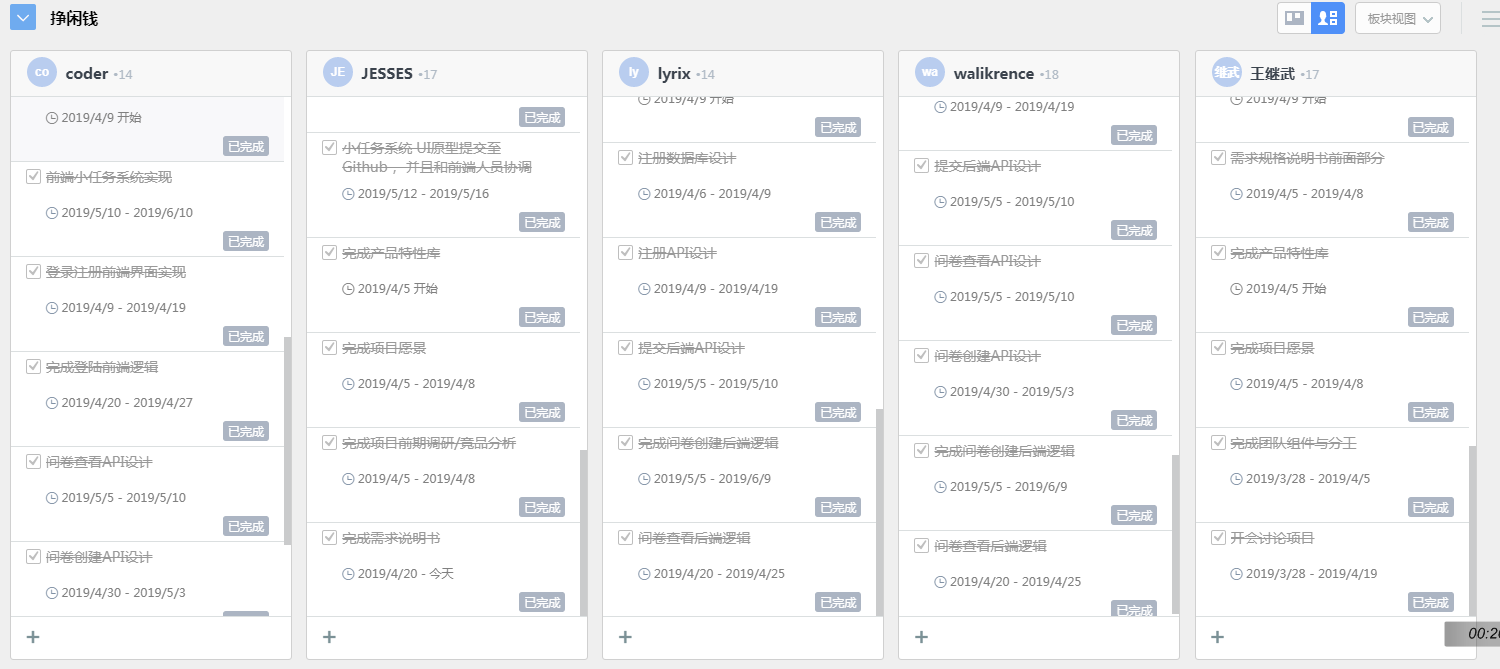 挣闲钱
板块视图
co coder •14
2019/4/9 开始
已完成
前端小任务系统实现
2019/5/10 - 2019/6/10
已完成
登录注册前端界面实现
2019/4/9 - 2019/4/19
已完成
完成登陆前端逻辑
2019/4/20 - 2019/4/27
已完成
问卷查看API设计
2019/5/5 - 2019/5/10
已完成
问卷创建API设计
2019/4/30 - 2019/5/3
JE JESSES •17
已完成
小任务系统 UI原型提交至
Github ，并且和前端人员协调
2019/5/12 - 2019/5/16
已完成
完成产品特性库
2019/4/5 开始
已完成
完成项目愿景
2019/4/5 - 2019/4/8
已完成
完成项目前期调研/竞品分析
2019/4/5 - 2019/4/8
已完成
完成需求说明书
2019/4/20 - 今天
已完成
ly lyrix •14
2019/4/9 开始
已完成
注册数据库设计
2019/4/6 - 2019/4/9
已完成
注册API设计
2019/4/9 - 2019/4/19
已完成
提交后端API设计
2019/5/5 - 2019/5/10
已完成
完成问卷创建后端逻辑
2019/5/5 - 2019/6/9
已完成
问卷查看后端逻辑
2019/4/20 - 2019/4/25
已完成
wa walikrence •18
2019/4/9 - 2019/4/19
已完成
提交后端API设计
2019/5/5 - 2019/5/10
已完成
问卷查看API设计
2019/5/5 - 2019/5/10
已完成
问卷创建API设计
2019/4/30 - 2019/5/3
已完成
完成问卷创建后端逻辑
2019/5/5 - 2019/6/9
已完成
问卷查看后端逻辑
2019/4/20 - 2019/4/25
已完成
继武 王继武 •17
2019/4/9 开始
已完成
需求规格说明书前面部分
2019/4/5 - 2019/4/8
已完成
完成产品特性库
2019/4/5 开始
已完成
完成项目愿景
2019/4/5 - 2019/4/8
已完成
完成团队组件与分工
2019/3/28 - 2019/4/5
已完成
开会讨论项目
2019/3/28 - 2019/4/19
已完成